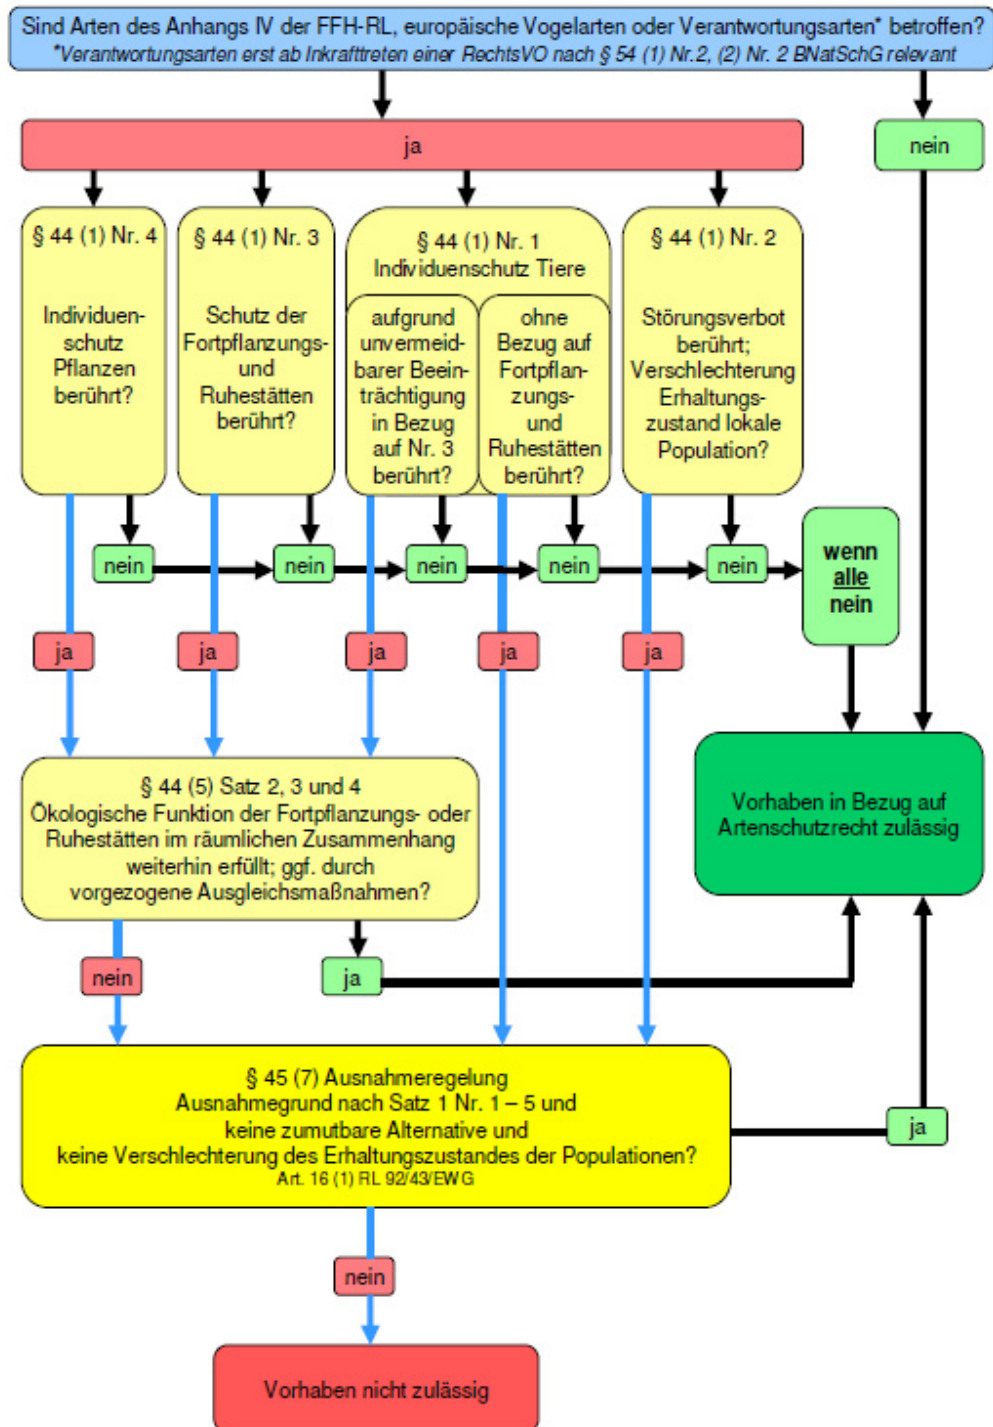 Sind Arten des Anhangs IV der FFH-RL, europäische Vogelarten oder Verantwortungsarten* betroffen?
*Verantwortungsarten erst ab Inkrafttreten einer RechtsVO nach § 54 (1) Nr.2, (2) Nr. 2 BNatSchG relevant
ja
nein
§ 44 (1) Nr. 4
Individuen-
schutz
Pflanzen
berührt?
§ 44 (1) Nr. 3
Schutz der
Fortpflanzungs-
und
Ruhestätten
berührt?
§ 44 (1) Nr. 1
Individuenschutz Tiere
aufgrund
unvermeid-
barer Beein-
trächtigung
in Bezug
auf Nr. 3
berührt?
ohne
Bezug auf
Fortpflan-
zungs-
und
Ruhestätten
berührt?
§ 44 (1) Nr. 2
Störungsverbot
berührt;
Verschlechterung
Erhaltungs-
zustand lokale
Population?
nein
nein
nein
nein
nein
wenn
alle
nein
ja
ja
ja
ja
ja
§ 44 (5) Satz 2, 3 und 4
Ökologische Funktion der Fortpflanzungs- oder
Ruhestätten im räumlichen Zusammenhang
weiterhin erfüllt; ggf. durch
vorgezogene Ausgleichsmaßnahmen?
Vorhaben in Bezug auf
Artenschutzrecht zulässig
nein
ja
§ 45 (7) Ausnahmeregelung
Ausnahmegrund nach Satz 1 Nr. 1 – 5 und
keine zumutbare Alternative und
keine Verschlechterung des Erhaltungszustandes der Populationen?
Art. 16 (1) RL 92/43/EWG
ja
nein
Vorhaben nicht zulässig